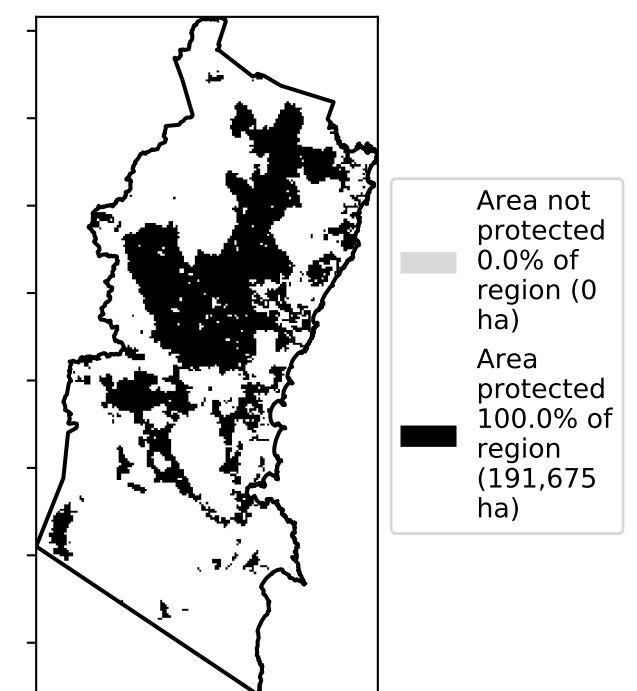 Area not
protected
0.0% of
region (0
ha)
Area
protected
100.0% of
region
(191,675
ha)